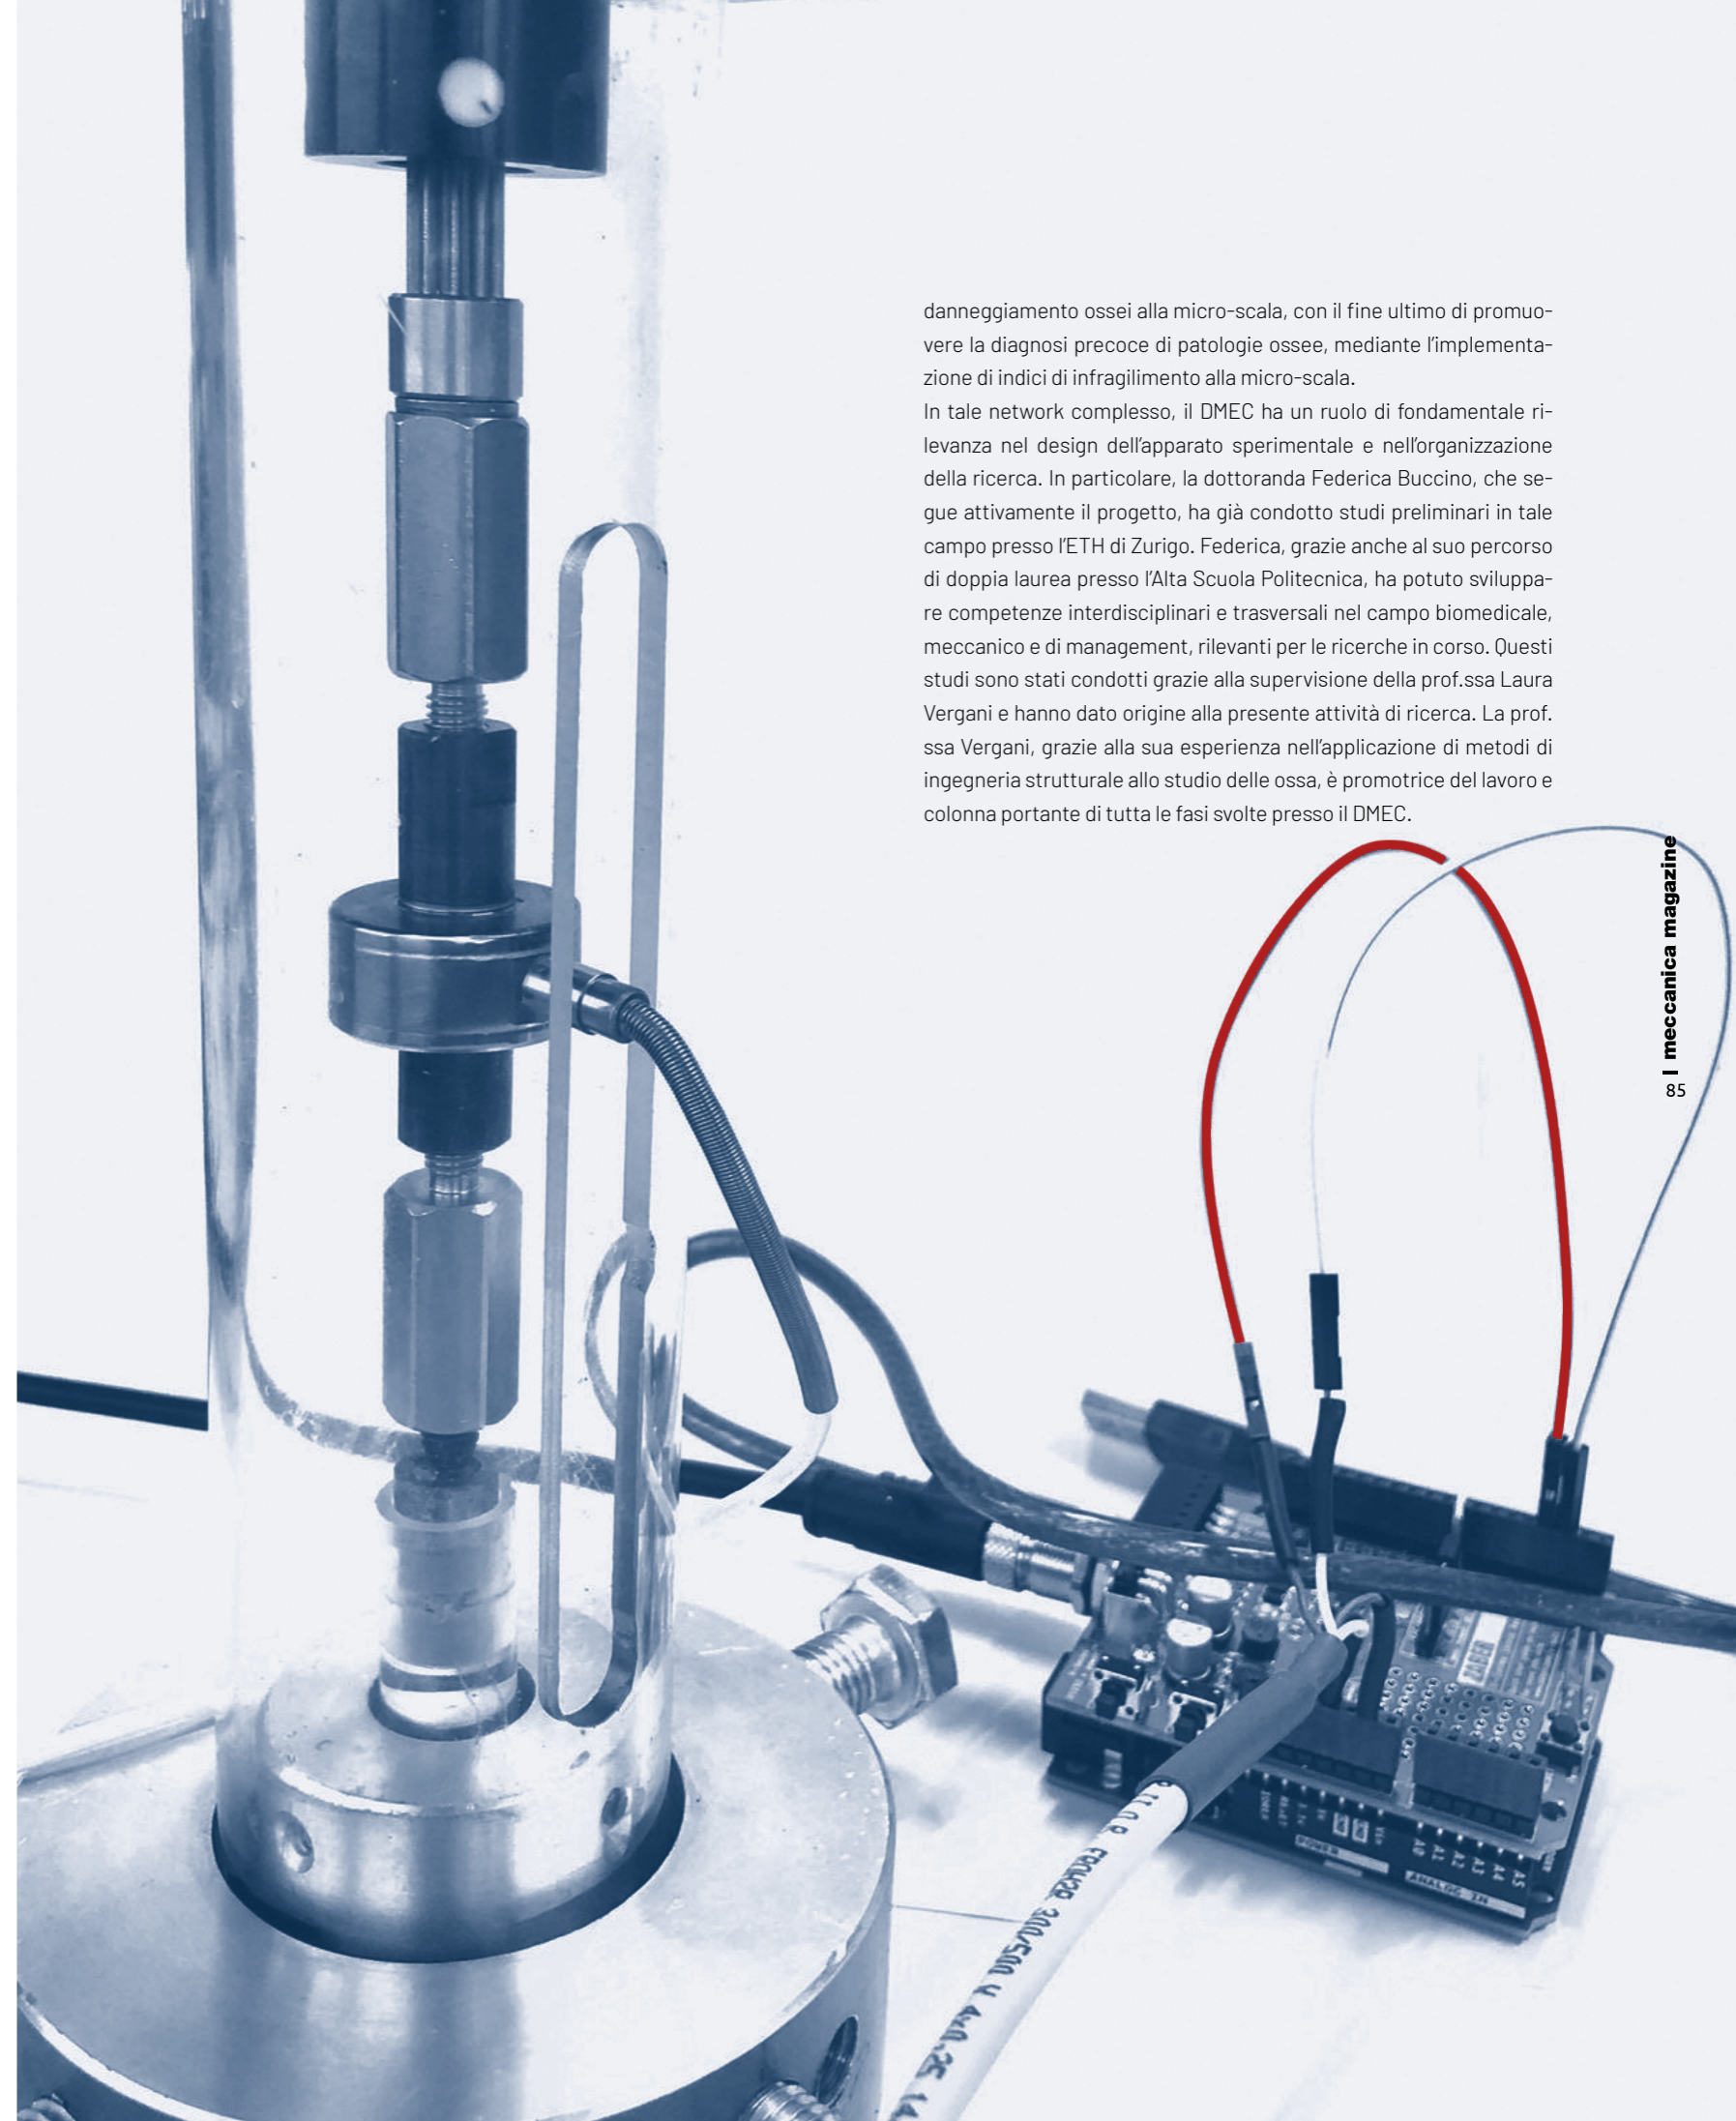 danneggiamento ossei alla micro-scala, con il fine ultimo di promuo-
vere la diagnosi precoce di patologie ossee, mediante l'implementa-
zione di indici di infragilimento alla micro-scala.
In tale network complesso, il DMEC ha un ruolo di fondamentale ri-
levanza nel design dell'apparato sperimentale e nell'organizzazione
della ricerca. In particolare, la dottoranda Federica Buccino, che se-
gue attivamente il progetto, ha già condotto studi preliminari in tale
campo presso l'ETH di Zurigo. Federica, grazie anche al suo percorso
di doppia laurea presso l'Alta Scuola Politecnica, ha potuto sviluppa-
re competenze interdisciplinari e trasversali nel campo biomedicale,
meccanico e di management, rilevanti per le ricerche in corso. Questi
studi sono stati condotti grazie alla supervisione della prof.ssa Laura
Vergani e hanno dato origine alla presente attività di ricerca. La prof.
ssa Vergani, grazie alla sua esperienza nell'applicazione di metodi di
ingegneria strutturale allo studio delle ossa, è promotrice del lavoro e
colonna portante di tutta le fasi svolte presso il DMEC.
| meccanica magazine
85
POWER
ANALOG IN
A0 A1 A2 A3 A4 A5
300/500 V